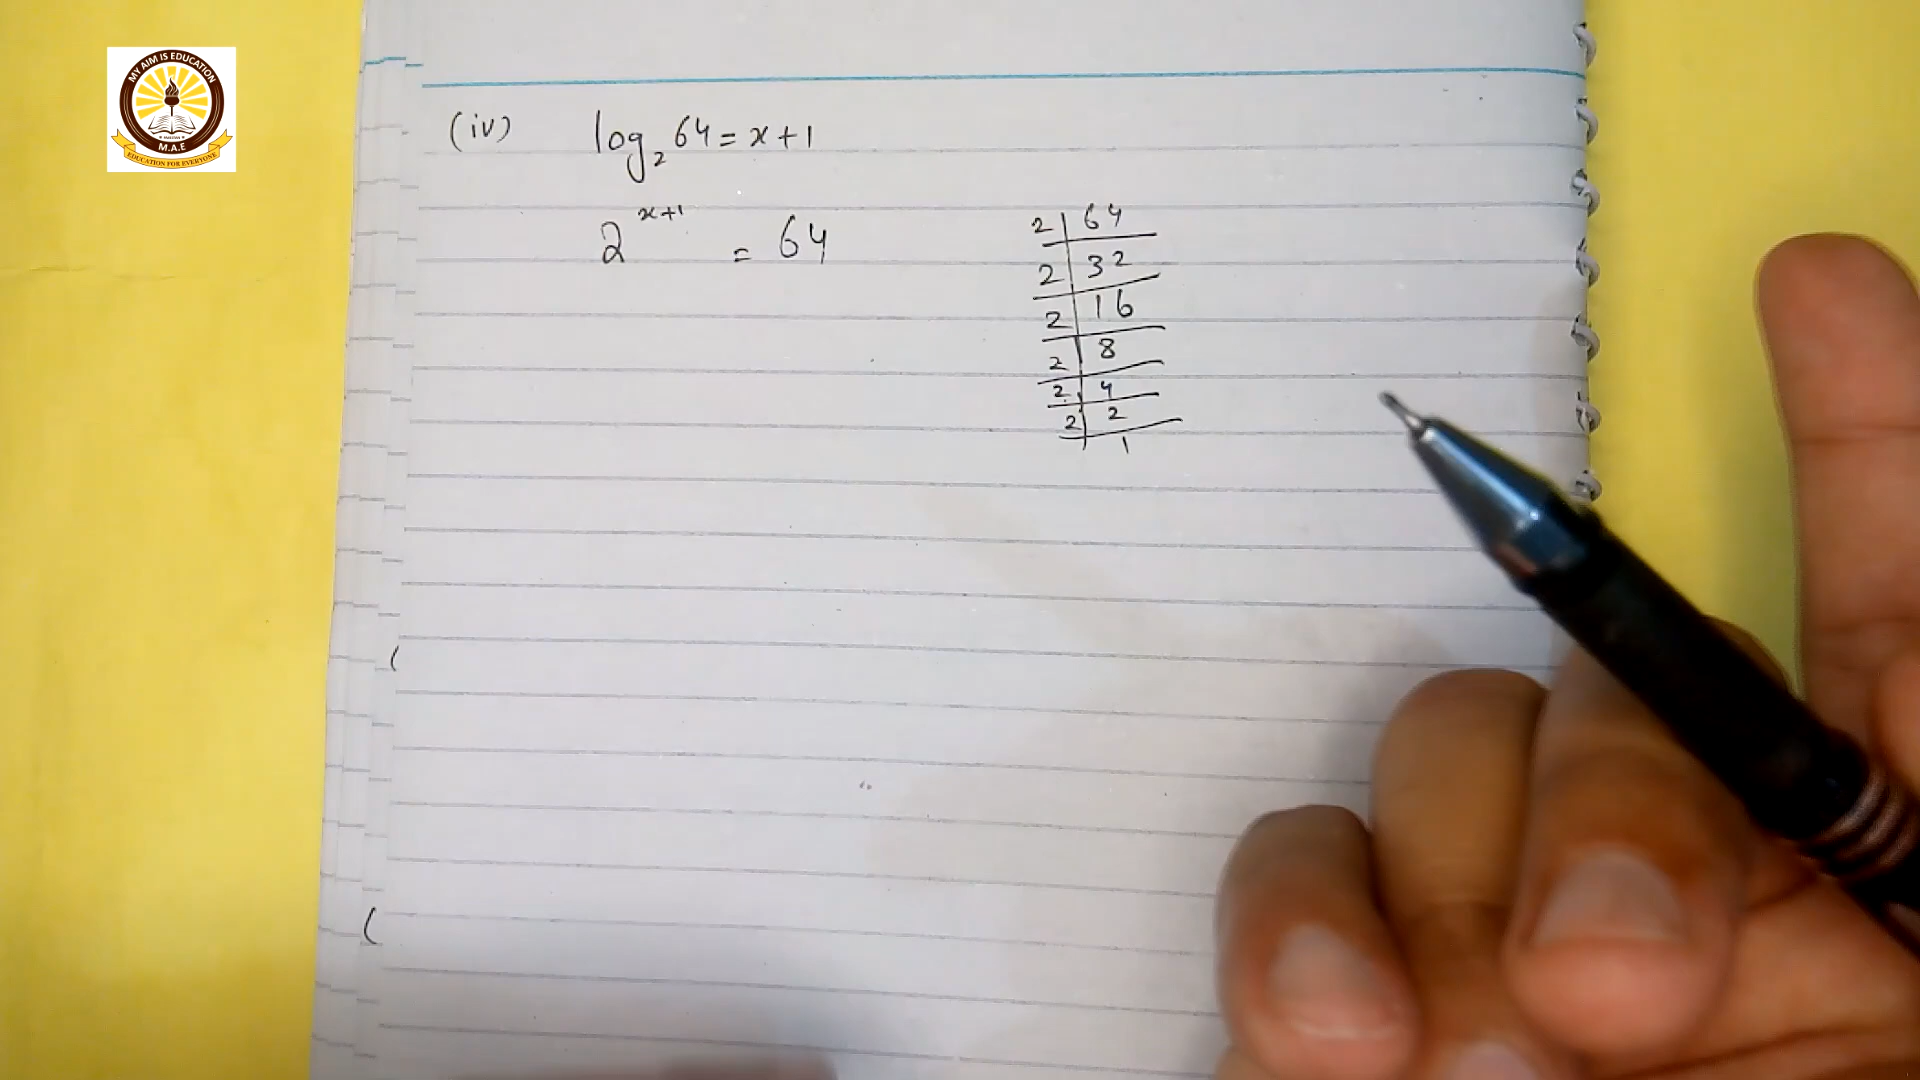 MY AIM IS EDUCATION
M.A.E
EDUCATION FOR EVERYONE
(iv) log₂ 64 = x + 1
2^(x+1) = 64
2 | 64
2 | 32
2 | 16
2 | 8
2 | 4
2 | 2
1
(
(